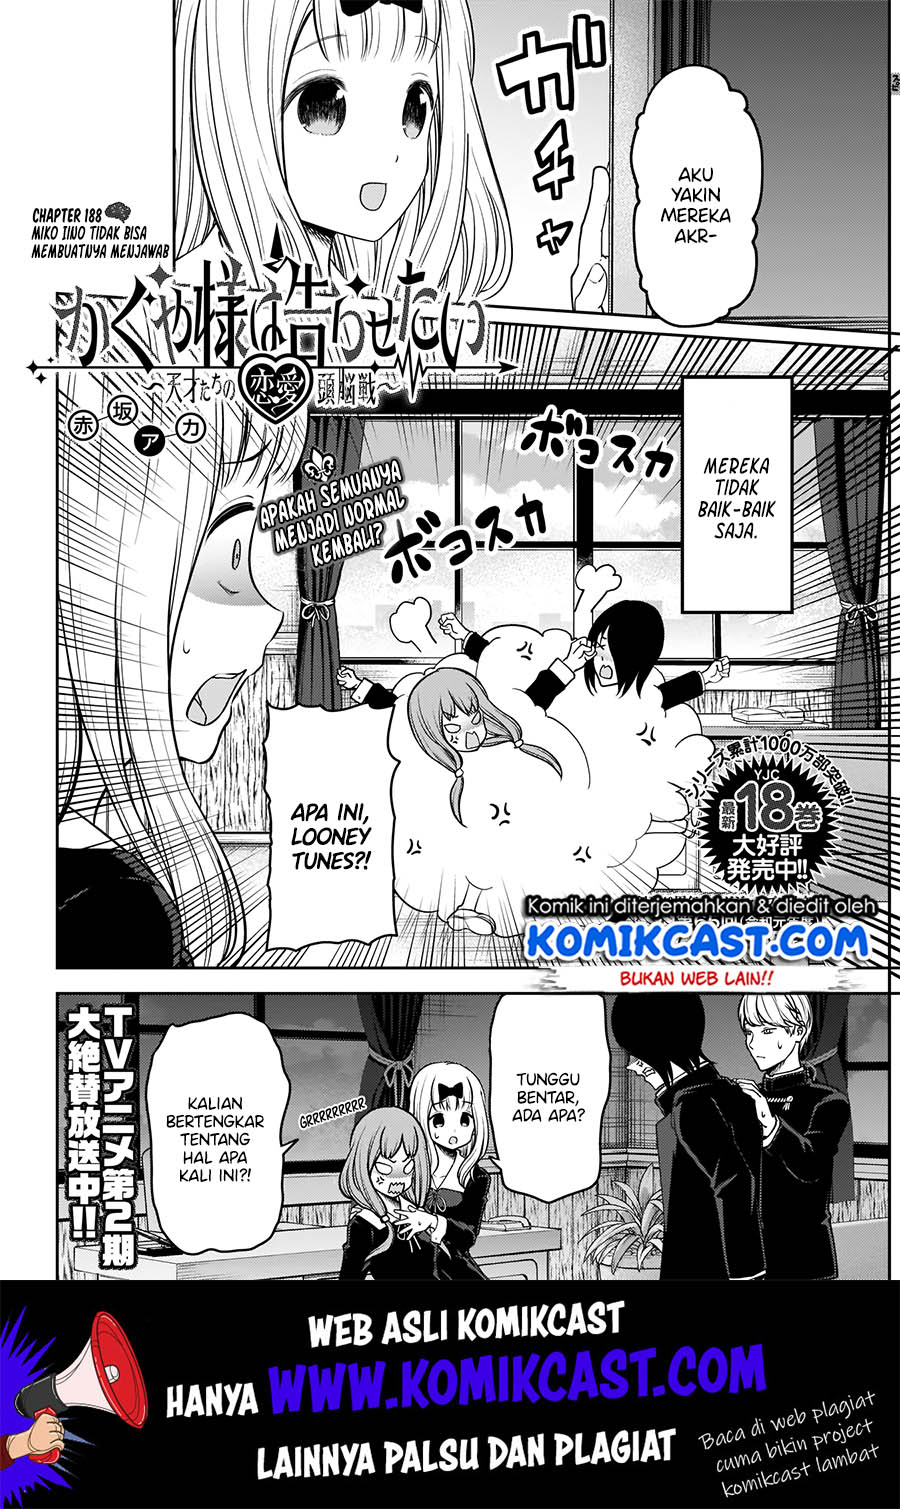 ガチャ
AKU
YAKIN
MEREKA
AKR-
CHAPTER 188
MIKO IINO TIDAK BISA
MEMBUATNYA MENJAWAB
かぐや様は告らせたい
～天才たちの恋愛頭脳戦～
赤坂アカ
MEREKA
TIDAK
BAIK-BAIK
SAJA.
ボコスカ
ボコスカ
APAKAH SEMUANYA
MENJADI NORMAL
KEMBALI?
APA INI,
LOONEY
TUNES?!
シリーズ累計1000万部突破!!
YJC
最新18巻
大好評
発売中!!
Komik ini diterjemahkan & diedit oleh
KOMIKCAST.COM
BUKAN WEB LAIN!!
TVアニメ第2期
大絶賛放送中!!
TUNGGU
BENTAR,
ADA APA?
GRRRRRRRRR
KALIAN
BERTENGKAR
TENTANG
HAL APA
KALI INI?!
WEB ASLI KOMIKCAST
HANYA WWW.KOMIKCAST.COM
LAINNYA PALSU DAN PLAGIAT
Baca di web plagiat
cuma bikin project
komikcast lambat